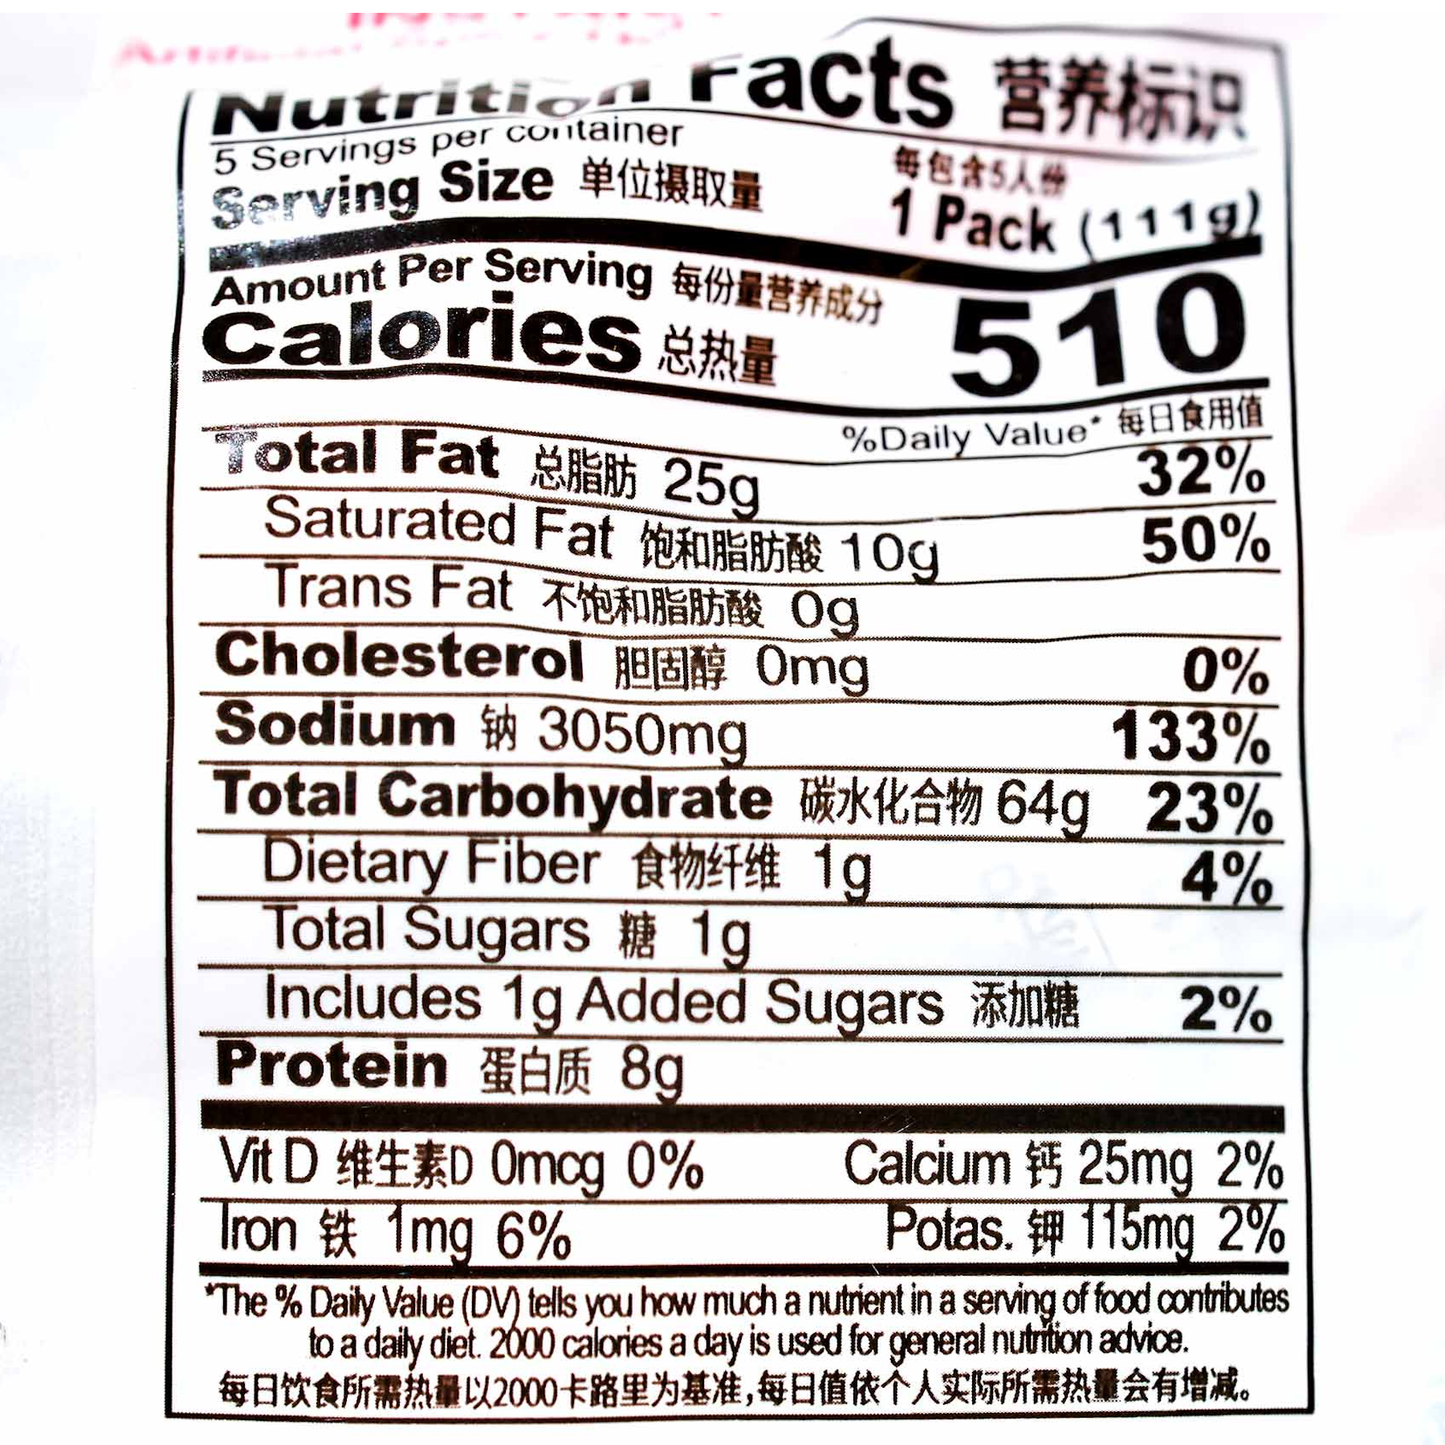 Nutrition Facts 营养标识
5 Servings per container 每包含5人份
Serving Size 单位摄取量 1 Pack (111g)
Amount Per Serving 每份量营养成分
Calories 总热量 510
%Daily Value* 每日食用值
Total Fat 总脂肪 25g 32%
Saturated Fat 饱和脂肪酸 10g 50%
Trans Fat 不饱和脂肪酸 0g
Cholesterol 胆固醇 0mg 0%
Sodium 钠 3050mg 133%
Total Carbohydrate 碳水化合物 64g 23%
Dietary Fiber 食物纤维 1g 4%
Total Sugars 糖 1g
Includes 1g Added Sugars 添加糖 2%
Protein 蛋白质 8g
Vit D 维生素D 0mcg 0% Calcium 钙 25mg 2%
Iron 铁 1mg 6% Potas. 钾 115mg 2%
*The % Daily Value (DV) tells you how much a nutrient in a serving of food contributes
to a daily diet. 2000 calories a day is used for general nutrition advice.
每日饮食所需热量以2000卡路里为基准,每日值依个人实际所需热量会有增减。